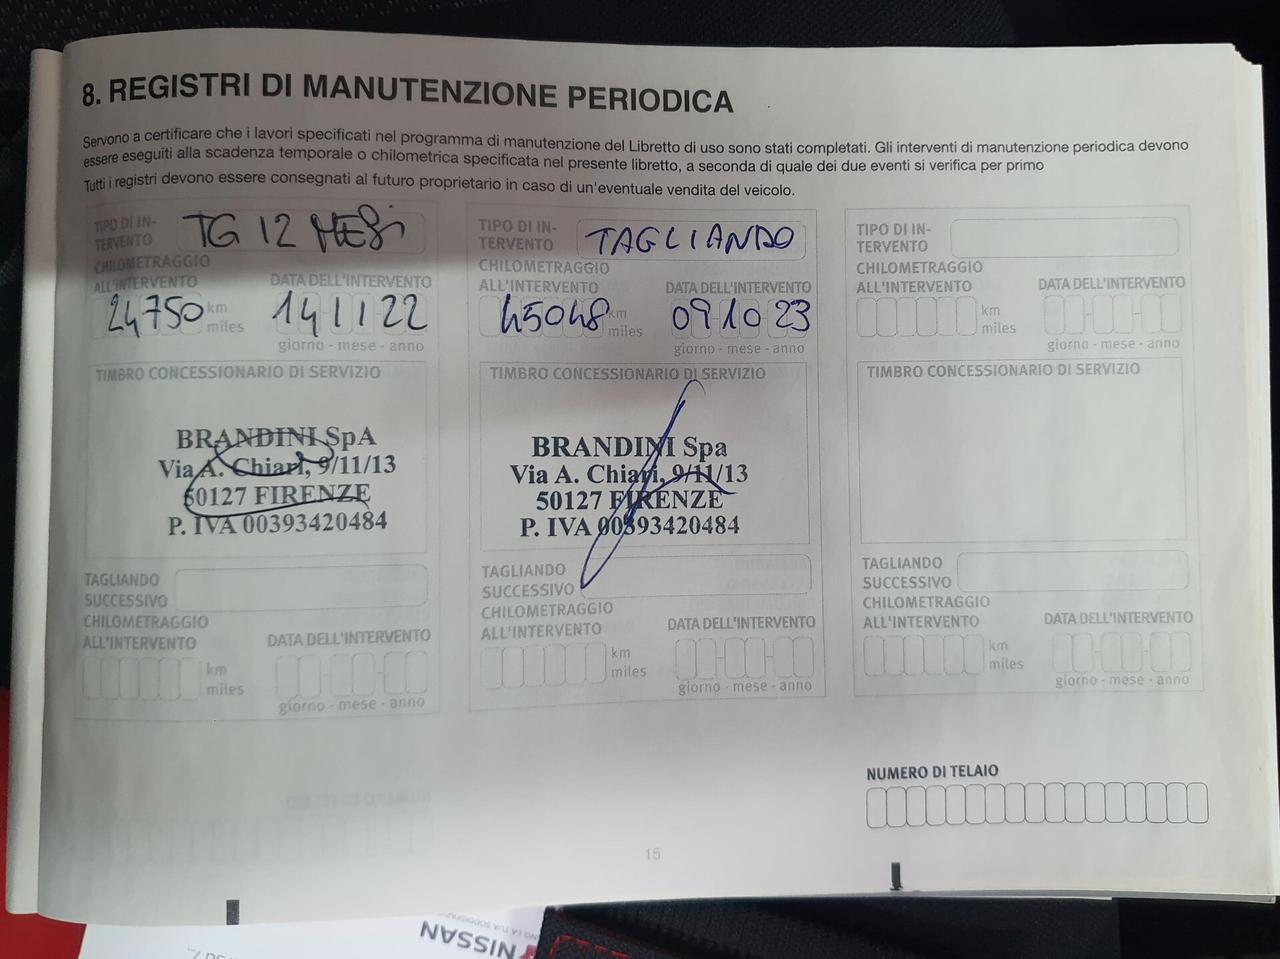 8. REGISTRI DI MANUTENZIONE PERIODICA
Servono a certificare che i lavori specificati nel programma di manutenzione del Libretto di uso sono stati completati. Gli interventi di manutenzione periodica devono
essere eseguiti alla scadenza temporale o chilometrica specificata nel presente libretto, a seconda di quale dei due eventi si verifica per primo
Tutti i registri devono essere consegnati al futuro proprietario in caso di un'eventuale vendita del veicolo.
TIPO DI IN-
TERVENTO
TG 12 MESi
CHILOMETRAGGIO
ALL'INTERVENTO
DATA DELL'INTERVENTO
24750
km
miles
14 11 22
giorno - mese - anno
TIMBRO CONCESSIONARIO DI SERVIZIO
BRANDINI SpA
Via A. Chiari, 9/11/13
50127 FIRENZE
P. IVA 00393420484
TAGLIANDO
SUCCESSIVO
CHILOMETRAGGIO
ALL'INTERVENTO
DATA DELL'INTERVENTO
km
miles
giorno - mese - anno
TIPO DI IN-
TERVENTO
TAGLIANDO
CHILOMETRAGGIO
ALL'INTERVENTO
DATA DELL'INTERVENTO
45048
km
miles
09 10 23
giorno - mese - anno
TIMBRO CONCESSIONARIO DI SERVIZIO
BRANDINI Spa
Via A. Chiari, 9/11/13
50127 FIRENZE
P. IVA 00393420484
TAGLIANDO
SUCCESSIVO
CHILOMETRAGGIO
ALL'INTERVENTO
DATA DELL'INTERVENTO
km
miles
giorno - mese - anno
TIPO DI IN-
TERVENTO
CHILOMETRAGGIO
ALL'INTERVENTO
DATA DELL'INTERVENTO
km
miles
giorno - mese - anno
TIMBRO CONCESSIONARIO DI SERVIZIO
TAGLIANDO
SUCCESSIVO
CHILOMETRAGGIO
ALL'INTERVENTO
DATA DELL'INTERVENTO
km
miles
giorno - mese - anno
NUMERO DI TELAIO
15
NISSAN